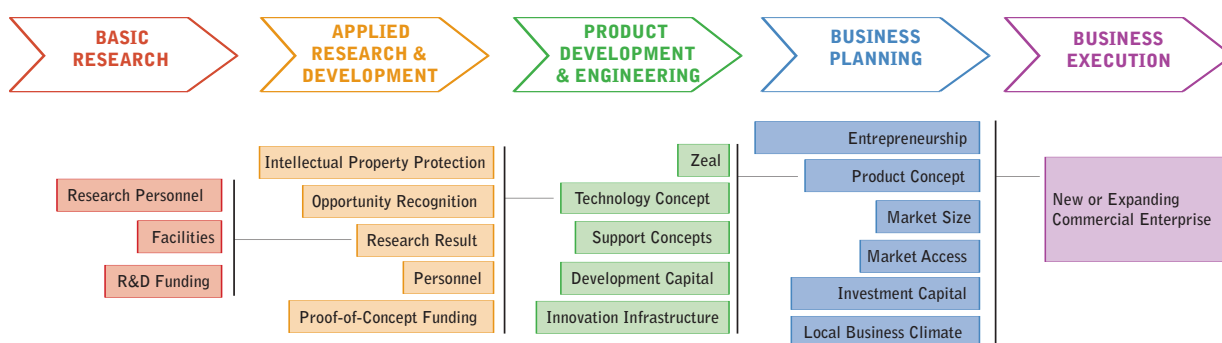 BASIC
RESEARCH
APPLIED
RESEARCH &
DEVELOPMENT
PRODUCT
DEVELOPMENT
& ENGINEERING
BUSINESS
PLANNING
BUSINESS
EXECUTION
Research Personnel
Facilities
R&D Funding
Intellectual Property Protection
Opportunity Recognition
Research Result
Personnel
Proof-of-Concept Funding
Zeal
Technology Concept
Support Concepts
Development Capital
Innovation Infrastructure
Entrepreneurship
Product Concept
Market Size
Market Access
Investment Capital
Local Business Climate
New or Expanding
Commercial Enterprise